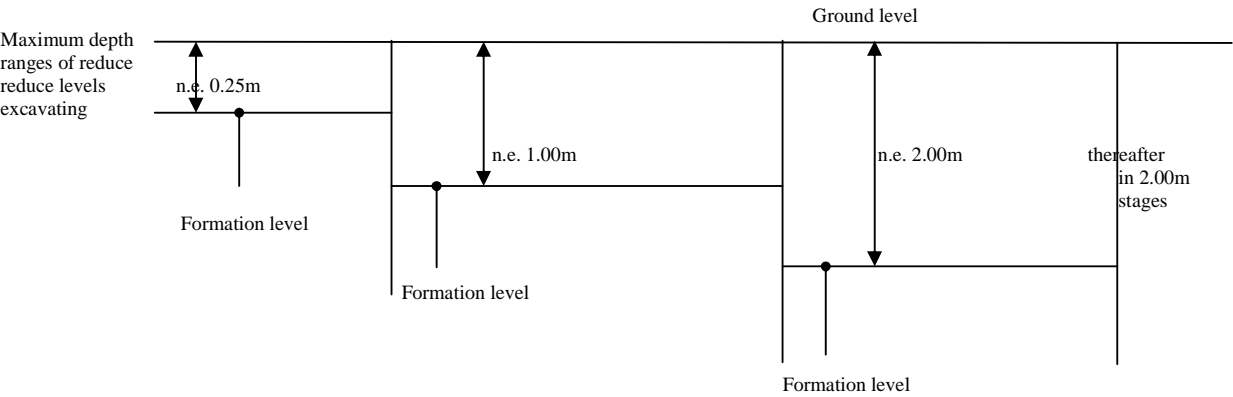 Ground level
Maximum depth
ranges of reduce
reduce levels
excavating
n.e. 0.25m
n.e. 1.00m
n.e. 2.00m
thereafter
in 2.00m
stages
Formation level
Formation level
Formation level